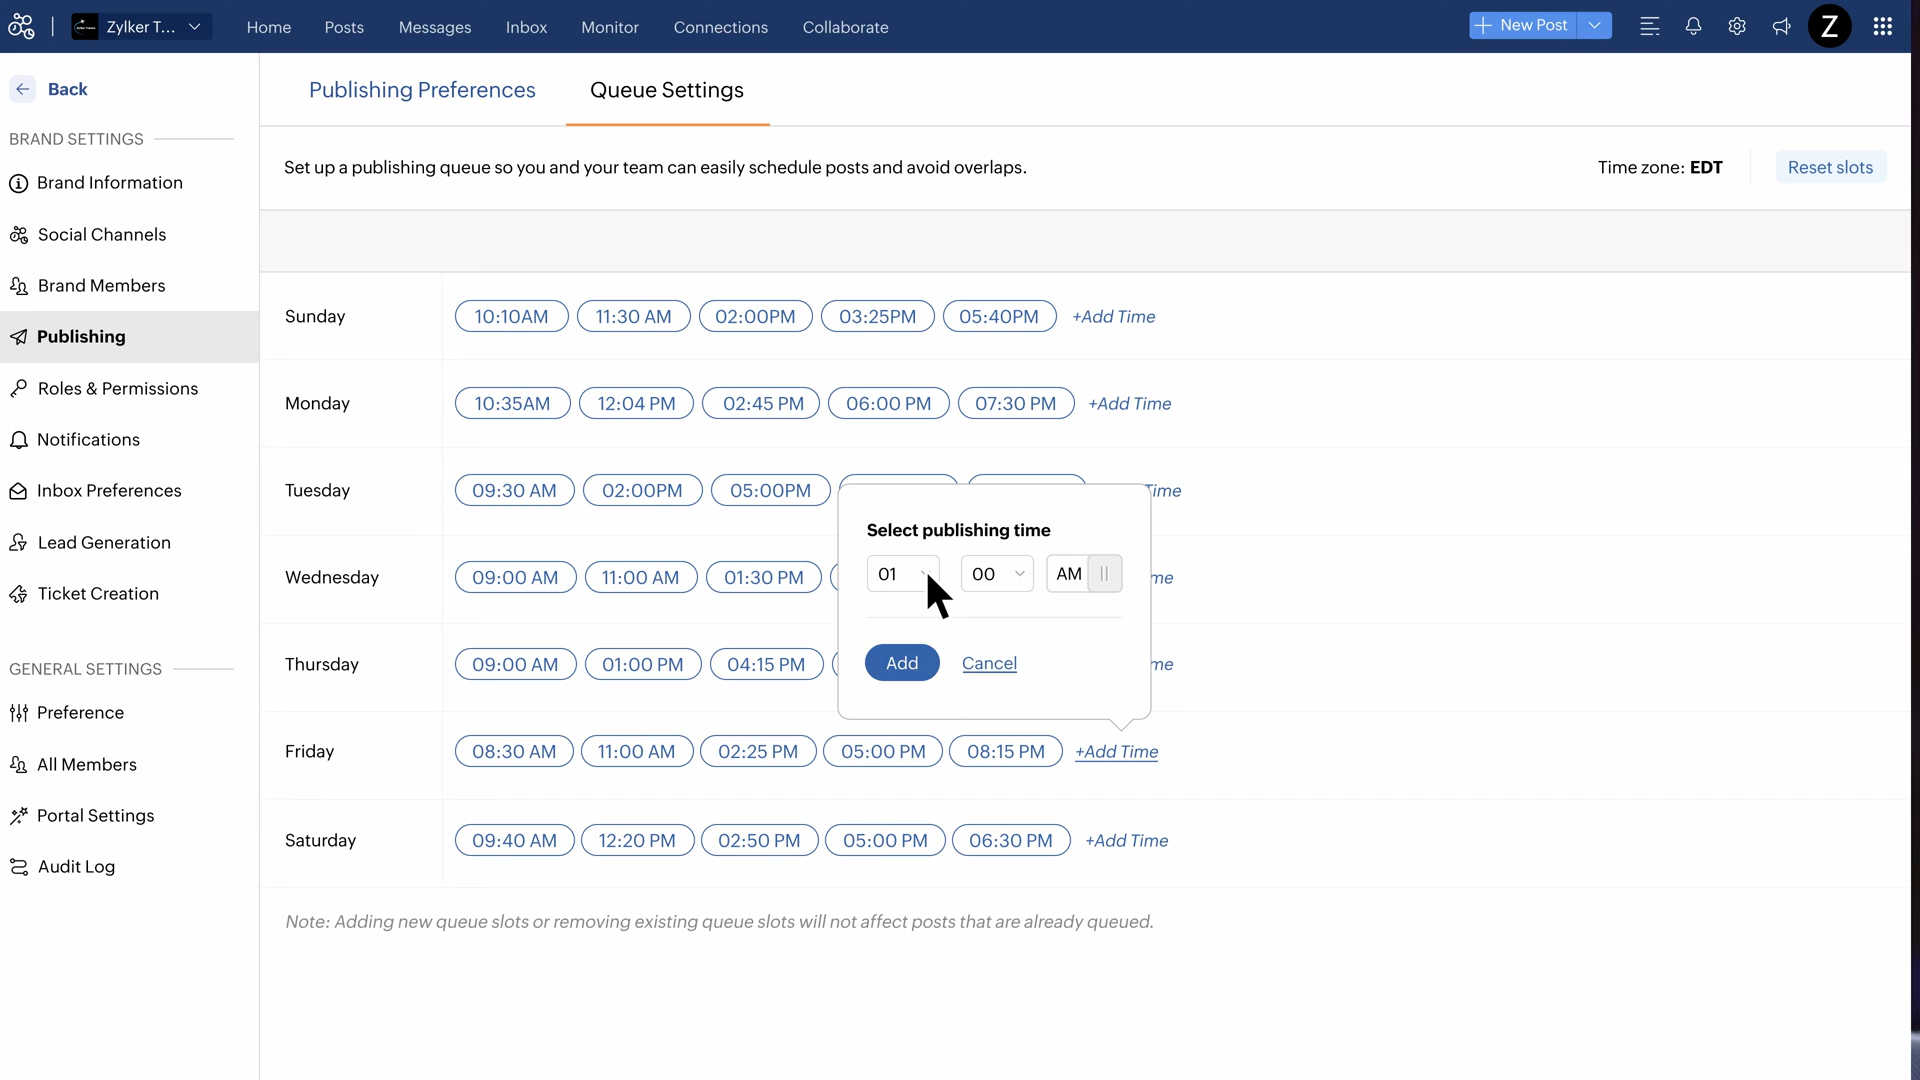 Zylker T... Home Posts Messages Inbox Monitor Connections Collaborate + New Post Z
Back
BRAND SETTINGS
Brand Information
Social Channels
Brand Members
Publishing
Roles & Permissions
Notifications
Inbox Preferences
Lead Generation
Ticket Creation
GENERAL SETTINGS
Preference
All Members
Portal Settings
Audit Log
Publishing Preferences Queue Settings
Set up a publishing queue so you and your team can easily schedule posts and avoid overlaps. Time zone: EDT Reset slots
Sunday 10:10AM 11:30 AM 02:00PM 03:25PM 05:40PM +Add Time
Monday 10:35AM 12:04 PM 02:45 PM 06:00 PM 07:30 PM +Add Time
Tuesday 09:30 AM 02:00PM 05:00PM Time
Wednesday 09:00 AM 11:00 AM 01:30 PM me
Thursday 09:00 AM 01:00 PM 04:15 PM me
Friday 08:30 AM 11:00 AM 02:25 PM 05:00 PM 08:15 PM +Add Time
Saturday 09:40 AM 12:20 PM 02:50 PM 05:00 PM 06:30 PM +Add Time
Select publishing time
01 00 AM
Add Cancel
Note: Adding new queue slots or removing existing queue slots will not affect posts that are already queued.